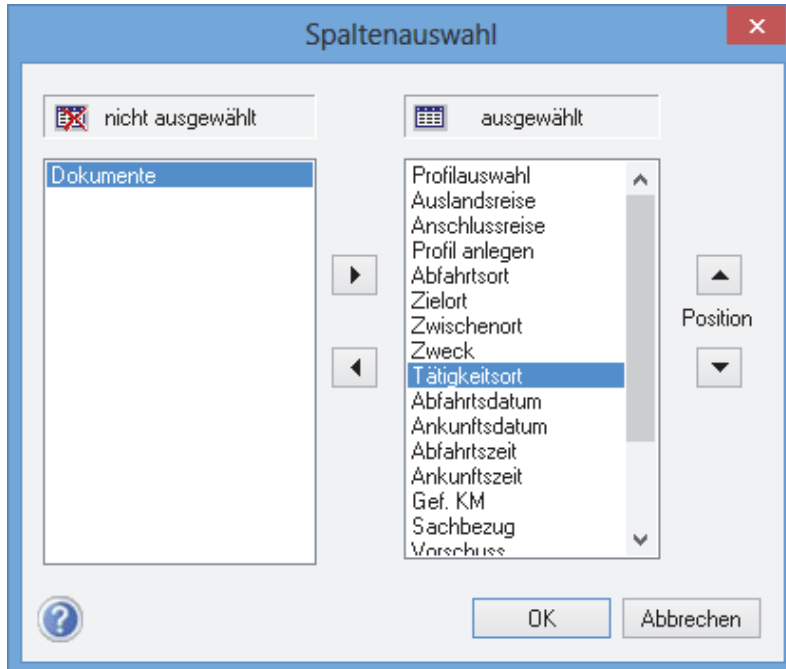 Spaltenauswahl
nicht ausgewählt
ausgewählt
Dokumente
Profilauswahl
Auslandsreise
Anschlussreise
Profil anlegen
Abfahrtsort
Zielort
Zwischenort
Zweck
Tätigkeitsort
Abfahrtsdatum
Ankunftsdatum
Abfahrtszeit
Ankunftszeit
Gef. KM
Sachbezug
Vorschuss
Position
?
OK
Abbrechen